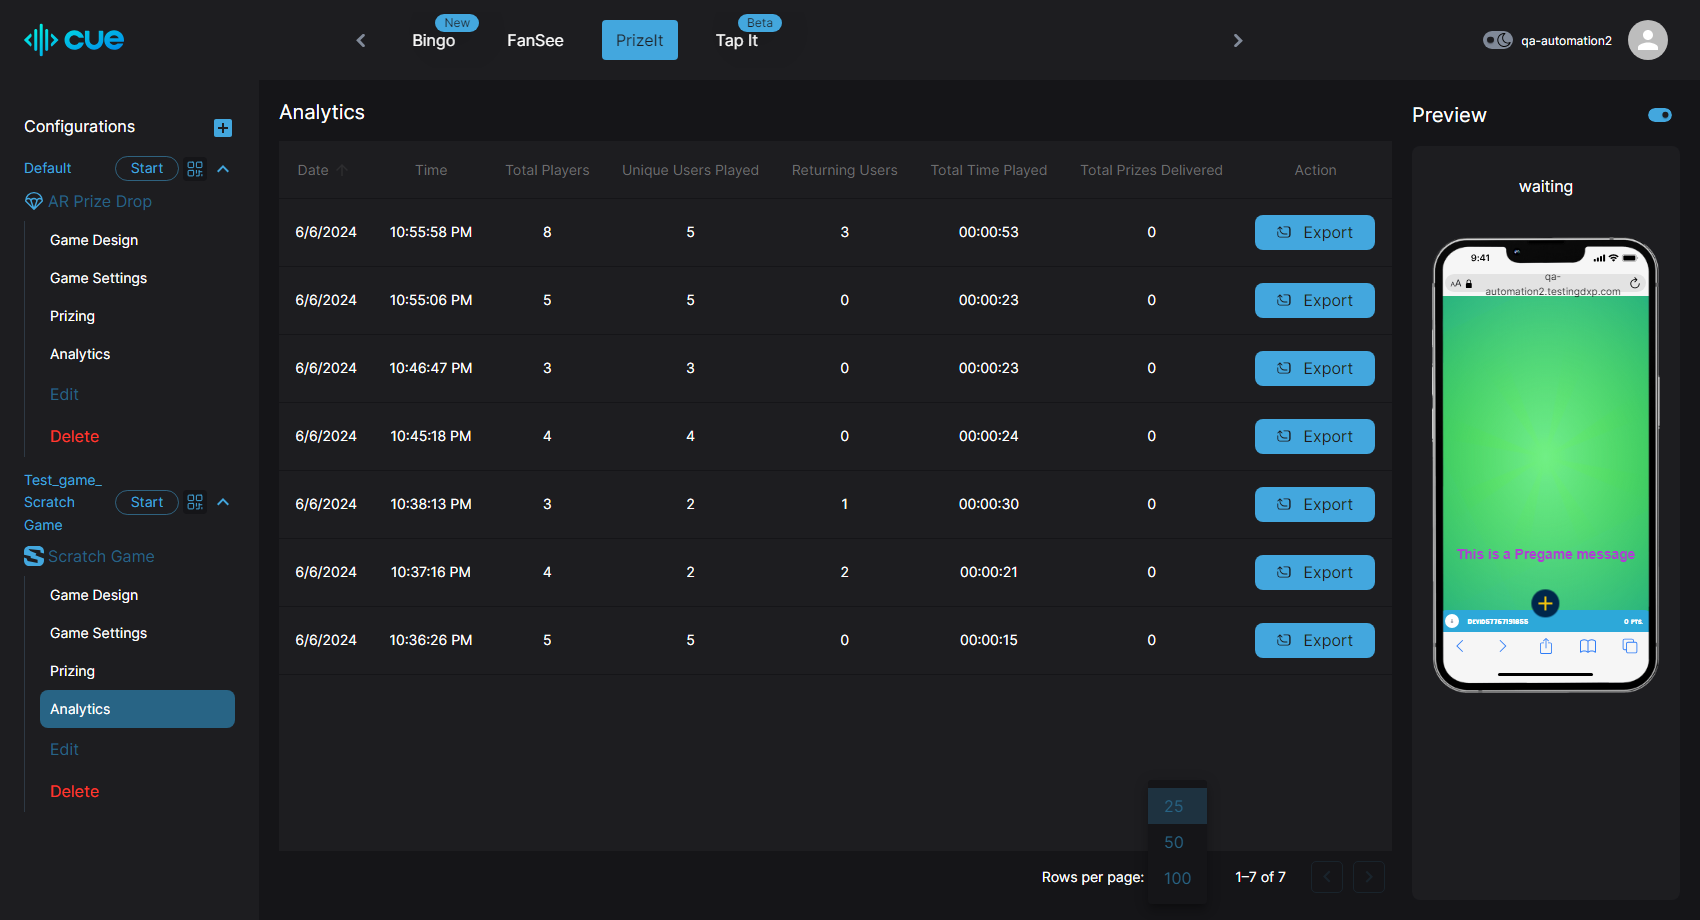 cue
New
Bingo
FanSee
PrizeIt
Beta
Tap It
qa-automation2
Configurations
Default
Start
AR Prize Drop
Game Design
Game Settings
Prizing
Analytics
Edit
Delete
Test_game_
Scratch
Game
Start
Scratch Game
Game Design
Game Settings
Prizing
Analytics
Edit
Delete
Analytics
Date Time Total Players Unique Users Played Returning Users Total Time Played Total Prizes Delivered Action
6/6/2024 10:55:58 PM 8 5 3 00:00:53 0 Export
6/6/2024 10:55:06 PM 5 5 0 00:00:23 0 Export
6/6/2024 10:46:47 PM 3 3 0 00:00:23 0 Export
6/6/2024 10:45:18 PM 4 4 0 00:00:24 0 Export
6/6/2024 10:38:13 PM 3 2 1 00:00:30 0 Export
6/6/2024 10:37:16 PM 4 2 2 00:00:21 0 Export
6/6/2024 10:36:26 PM 5 5 0 00:00:15 0 Export
25
50
100
Rows per page:
1–7 of 7
Preview
waiting
9:41
AA
qa-
automation2.testingdxp.com
This is a Pregame message
0 Pts.